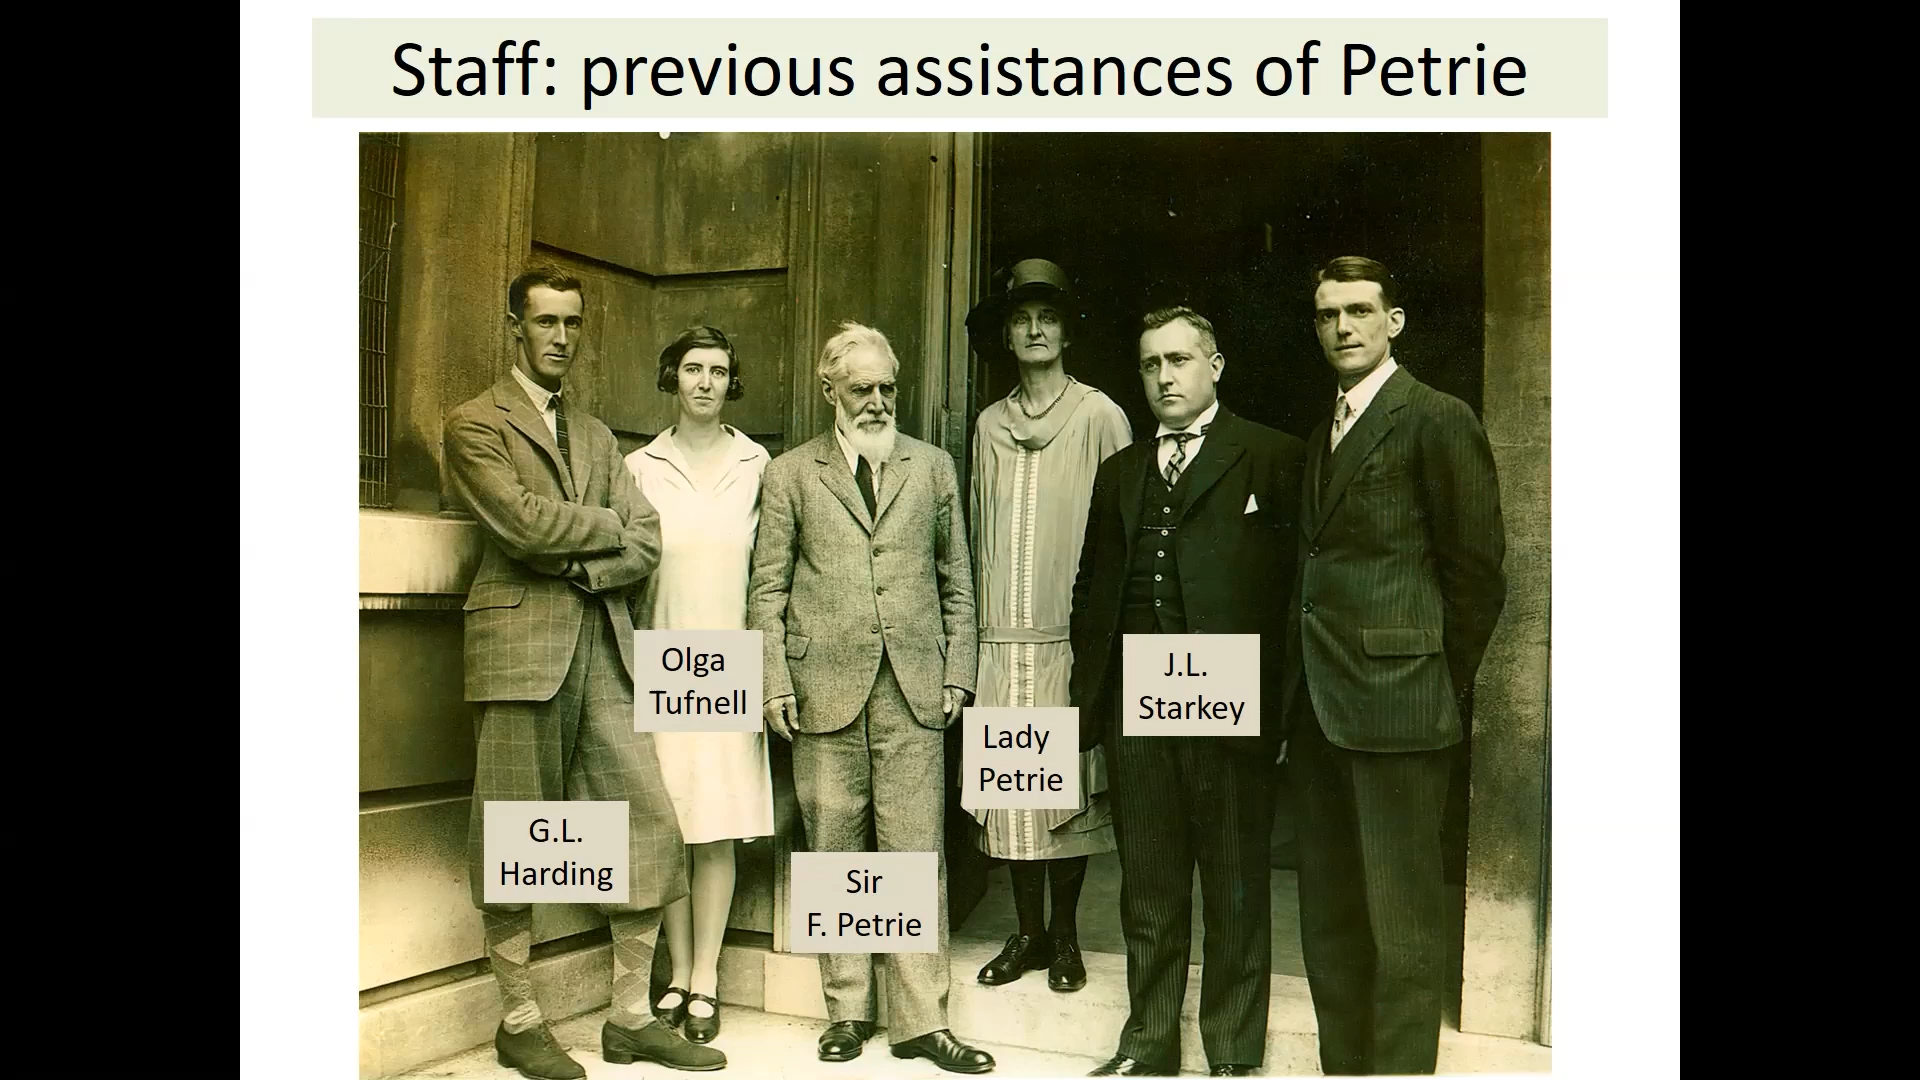 Staff: previous assistances of Petrie
Olga
Tufnell
J.L.
Starkey
Lady
Petrie
G.L.
Harding
Sir
F. Petrie